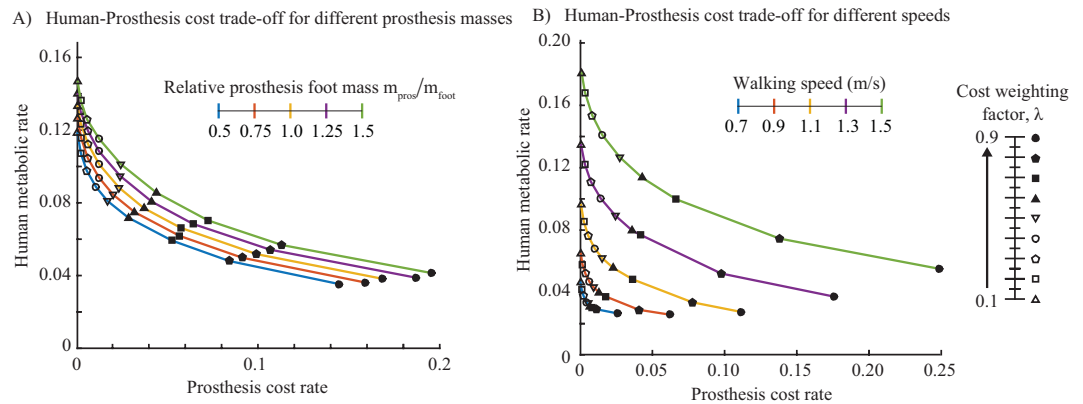 A) Human-Prosthesis cost trade-off for different prosthesis masses
0.16
0.12
0.08
0.04
0
Human metabolic rate
Relative prosthesis foot mass m_pros/m_foot
0.5 0.75 1.0 1.25 1.5
0 0.1 0.2
Prosthesis cost rate
B) Human-Prosthesis cost trade-off for different speeds
0.20
0.16
0.12
0.08
0.04
0
Human metabolic rate
Walking speed (m/s)
0.7 0.9 1.1 1.3 1.5
0 0.05 0.10 0.15 0.20 0.25
Prosthesis cost rate
Cost weighting
factor, λ
0.9
0.1